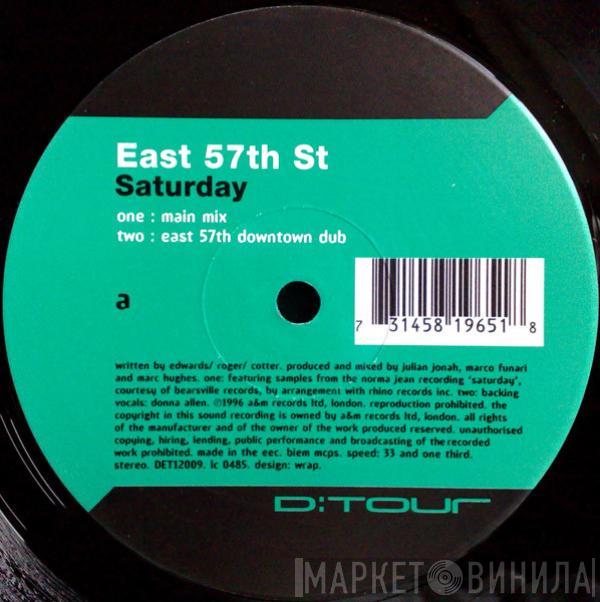 East 57th St
Saturday
one : main mix
two : east 57th downtown dub
a
7 31458 19651 8
written by edwards/ roger/ cotter. produced and mixed by julian jonah, marco funari
and marc hughes. one: featuring samples from the norma jean recording 'saturday',
courtesy of bearsville records, by arrangement with rhino records inc. two: backing
vocals: donna allen. ℗1996 a&m records ltd, london. reproduction prohibited. the
copyright in this sound recording is owned by a&m records ltd, london. all rights
of the manufacturer and of the owner of the work produced reserved. unauthorised
copying, hiring, lending, public performance and broadcasting of the recorded
work prohibited. made in the eec. biem mcps. speed: 33 and one third.
stereo. DET12009. lc 0485. design: wrap.
D:TOUR
МАРКЕТ ВИНИЛА